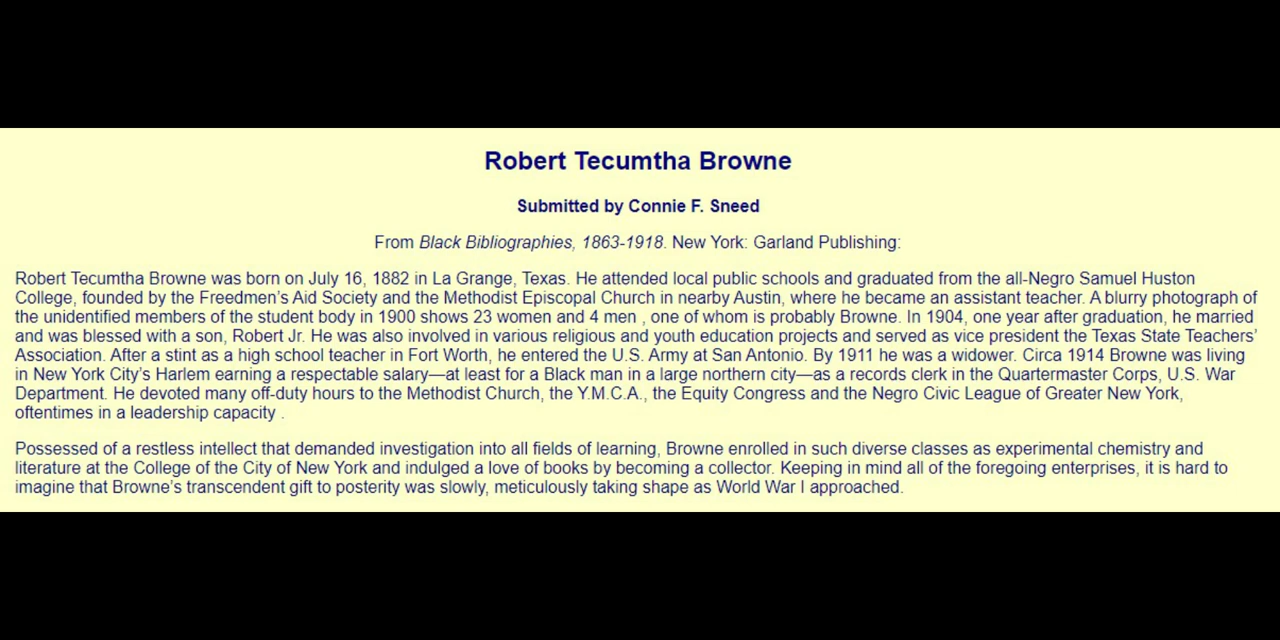 Robert Tecumtha Browne
Submitted by Connie F. Sneed
From Black Bibliographies, 1863-1918. New York: Garland Publishing:
Robert Tecumtha Browne was born on July 16, 1882 in La Grange, Texas. He attended local public schools and graduated from the all-Negro Samuel Huston
College, founded by the Freedmen's Aid Society and the Methodist Episcopal Church in nearby Austin, where he became an assistant teacher. A blurry photograph of
the unidentified members of the student body in 1900 shows 23 women and 4 men , one of whom is probably Browne. In 1904, one year after graduation, he married
and was blessed with a son, Robert Jr. He was also involved in various religious and youth education projects and served as vice president the Texas State Teachers'
Association. After a stint as a high school teacher in Fort Worth, he entered the U.S. Army at San Antonio. By 1911 he was a widower. Circa 1914 Browne was living
in New York City's Harlem earning a respectable salary—at least for a Black man in a large northern city—as a records clerk in the Quartermaster Corps, U.S. War
Department. He devoted many off-duty hours to the Methodist Church, the Y.M.C.A., the Equity Congress and the Negro Civic League of Greater New York,
oftentimes in a leadership capacity .
Possessed of a restless intellect that demanded investigation into all fields of learning, Browne enrolled in such diverse classes as experimental chemistry and
literature at the College of the City of New York and indulged a love of books by becoming a collector. Keeping in mind all of the foregoing enterprises, it is hard to
imagine that Browne's transcendent gift to posterity was slowly, meticulously taking shape as World War I approached.